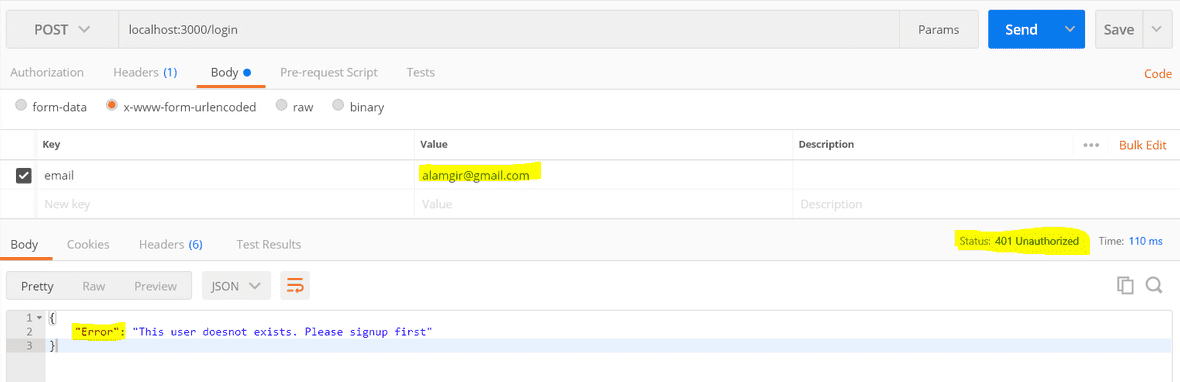 POST localhost:3000/login Params Send Save
Authorization Headers (1) Body Pre-request Script Tests Code
form-data x-www-form-urlencoded raw binary
Key Value Description ••• Bulk Edit
email alamgir@gmail.com
New key Value Description
Body Cookies Headers (6) Test Results Status: 401 Unauthorized Time: 110 ms
Pretty Raw Preview JSON
1 {
2 "Error": "This user doesnot exists. Please signup first"
3 }